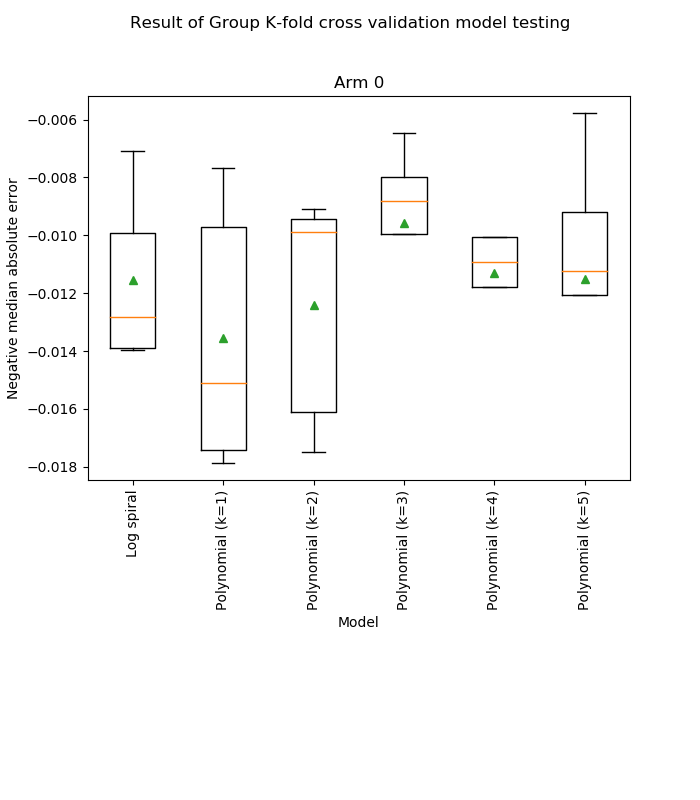 Result of Group K-fold cross validation model testing
Arm 0
Negative median absolute error
−0.006
−0.008
−0.010
−0.012
−0.014
−0.016
−0.018
Log spiral
Polynomial (k=1)
Polynomial (k=2)
Polynomial (k=3)
Polynomial (k=4)
Polynomial (k=5)
Model